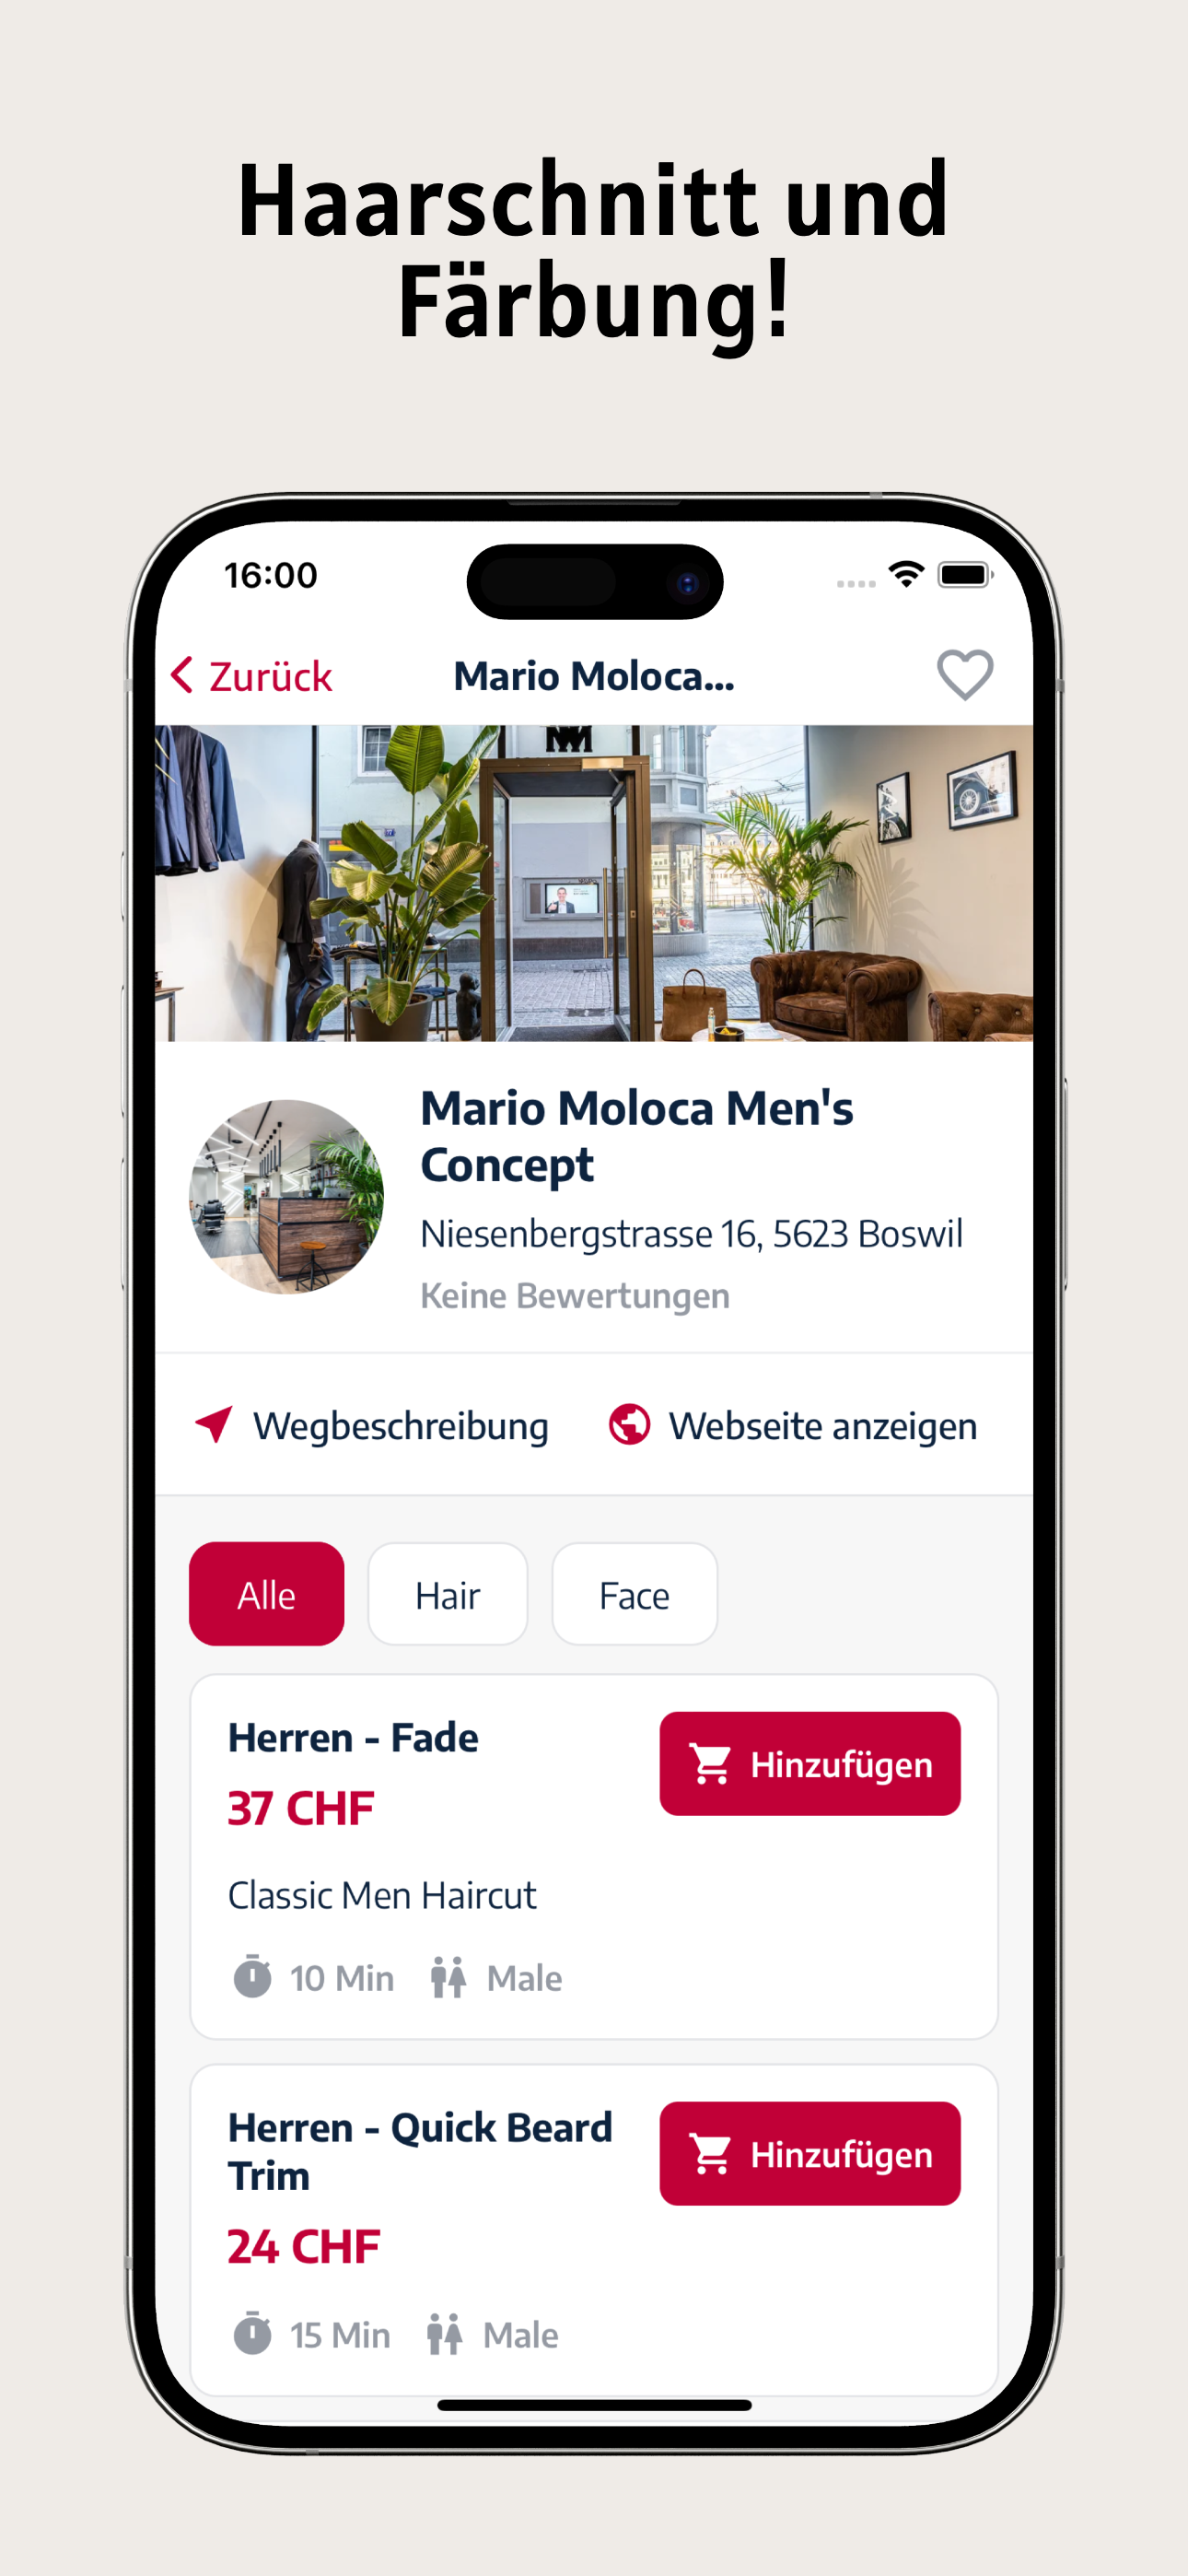 Haarschnitt und
Färbung!
16:00
Zurück
Mario Moloca...
Mario Moloca Men's
Concept
Niesenbergstrasse 16, 5623 Boswil
Keine Bewertungen
Wegbeschreibung
Webseite anzeigen
Alle
Hair
Face
Herren - Fade
Hinzufügen
37 CHF
Classic Men Haircut
10 Min
Male
Herren - Quick Beard
Trim
Hinzufügen
24 CHF
15 Min
Male